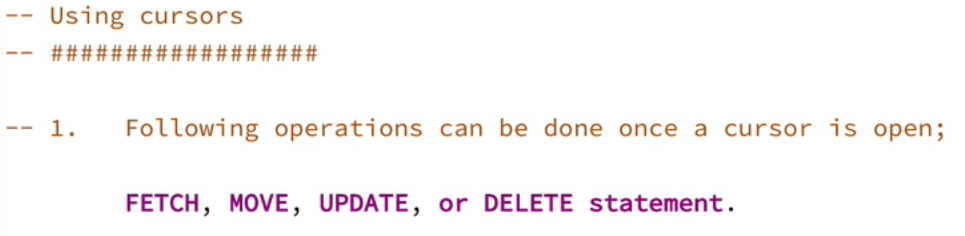 -- Using cursors
-- ##################
-- 1. Following operations can be done once a cursor is open;
FETCH, MOVE, UPDATE, or DELETE statement.